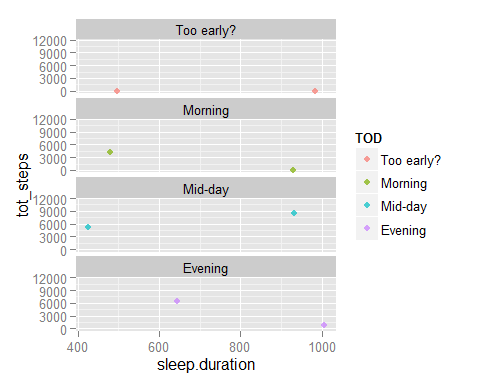 Too early?
12000
9000
6000
3000
0
Morning
12000
9000
6000
3000
0
Mid-day
12000
9000
6000
3000
0
Evening
12000
9000
6000
3000
0
400 600 800 1000
sleep.duration
tot_steps
TOD
Too early?
Morning
Mid-day
Evening